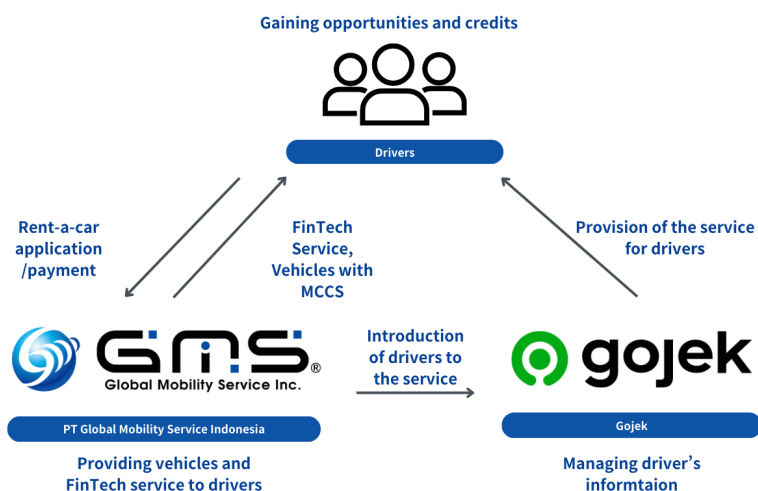 Gaining opportunities and credits
Drivers
Rent-a-car
application
/payment
FinTech
Service,
Vehicles with
MCCS
Provision of the service
for drivers
Introduction
of drivers to
the service
GMS®
Global Mobility Service Inc.
gojek
PT Global Mobility Service Indonesia
Gojek
Providing vehicles and
FinTech service to drivers
Managing driver’s
informtaion